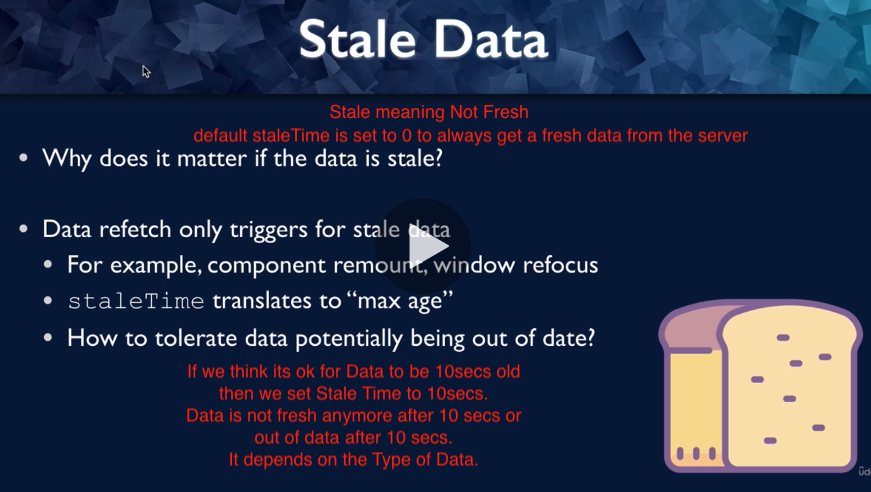 Stale Data
Stale meaning Not Fresh
default staleTime is set to 0 to always get a fresh data from the server
• Why does it matter if the data is stale?
• Data refetch only triggers for stale data
• For example, component remount, window refocus
• staleTime translates to “max age”
• How to tolerate data potentially being out of date?
If we think its ok for Data to be 10secs old
then we set Stale Time to 10secs.
Data is not fresh anymore after 10 secs or
out of data after 10 secs.
It depends on the Type of Data.